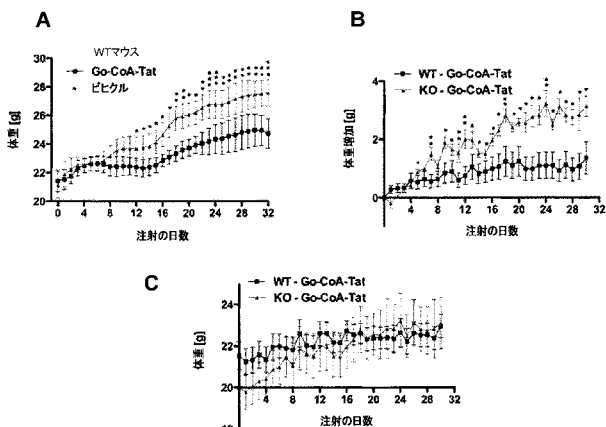 A
WTマウス
Go-CoA-Tat
ビヒクル
体重 [g]
30
28
26
24
22
20
0 4 8 12 16 20 24 28 32
注射の日数
B
WT - Go-CoA-Tat
KO - Go-CoA-Tat
体重増加 [g]
4
2
0
4 8 12 16 20 24 28 32
注射の日数
C
WT - Go-CoA-Tat
KO - Go-CoA-Tat
体重 [g]
24
22
20
18
4 8 12 16 20 24 28 32
注射の日数